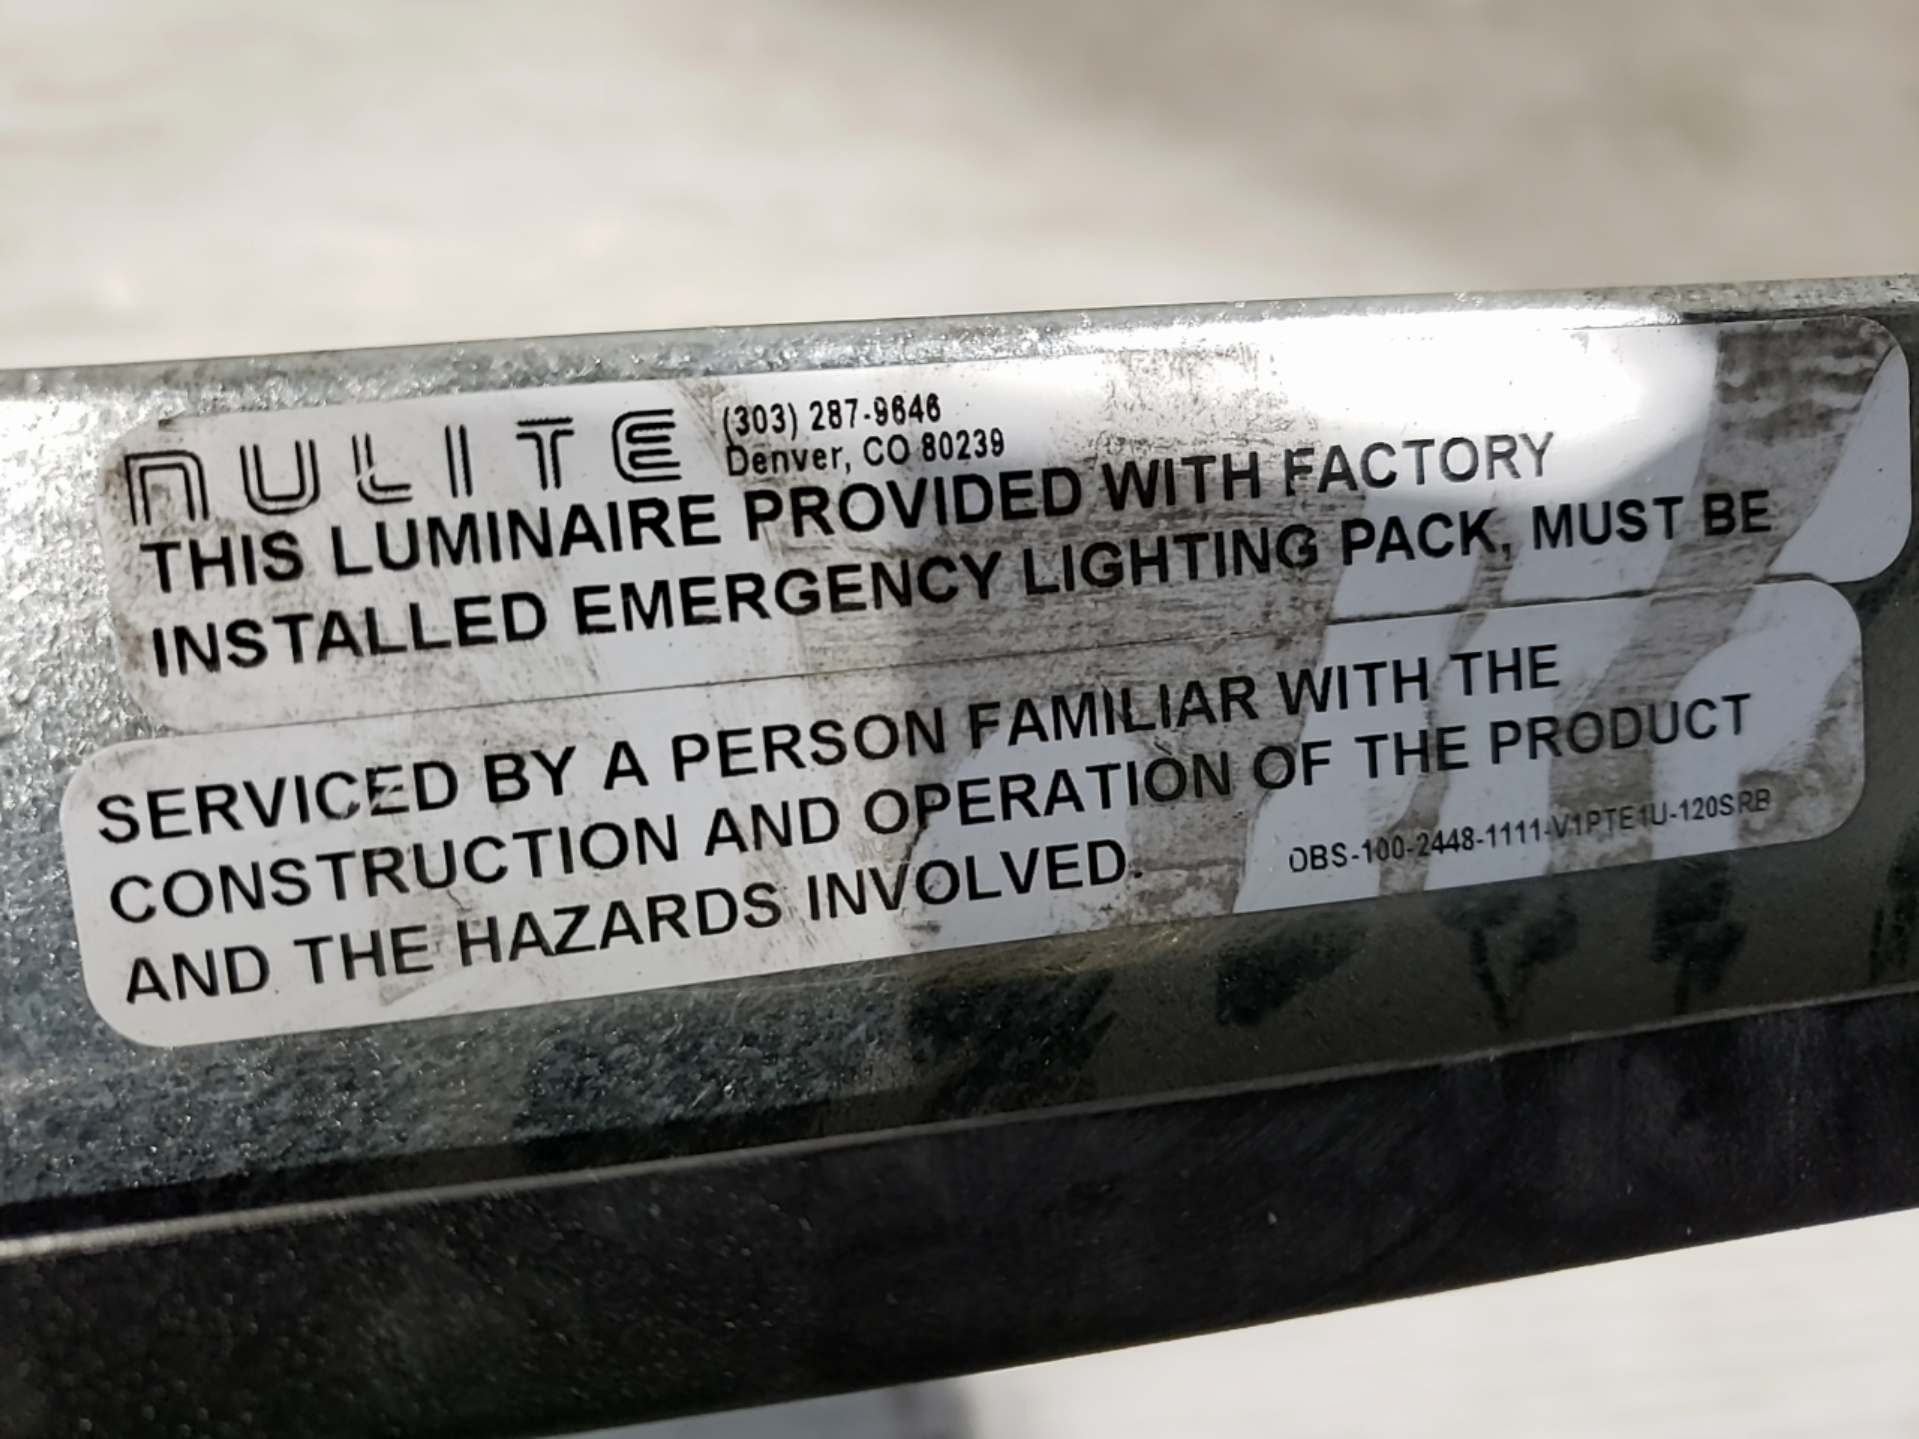 NULITE
(303) 287-9646
Denver, CO 80239
THIS LUMINAIRE PROVIDED WITH FACTORY
INSTALLED EMERGENCY LIGHTING PACK, MUST BE
SERVICED BY A PERSON FAMILIAR WITH THE
CONSTRUCTION AND OPERATION OF THE PRODUCT
AND THE HAZARDS INVOLVED.
OBS-100-2448-1111-V1PTE1U-120SRB